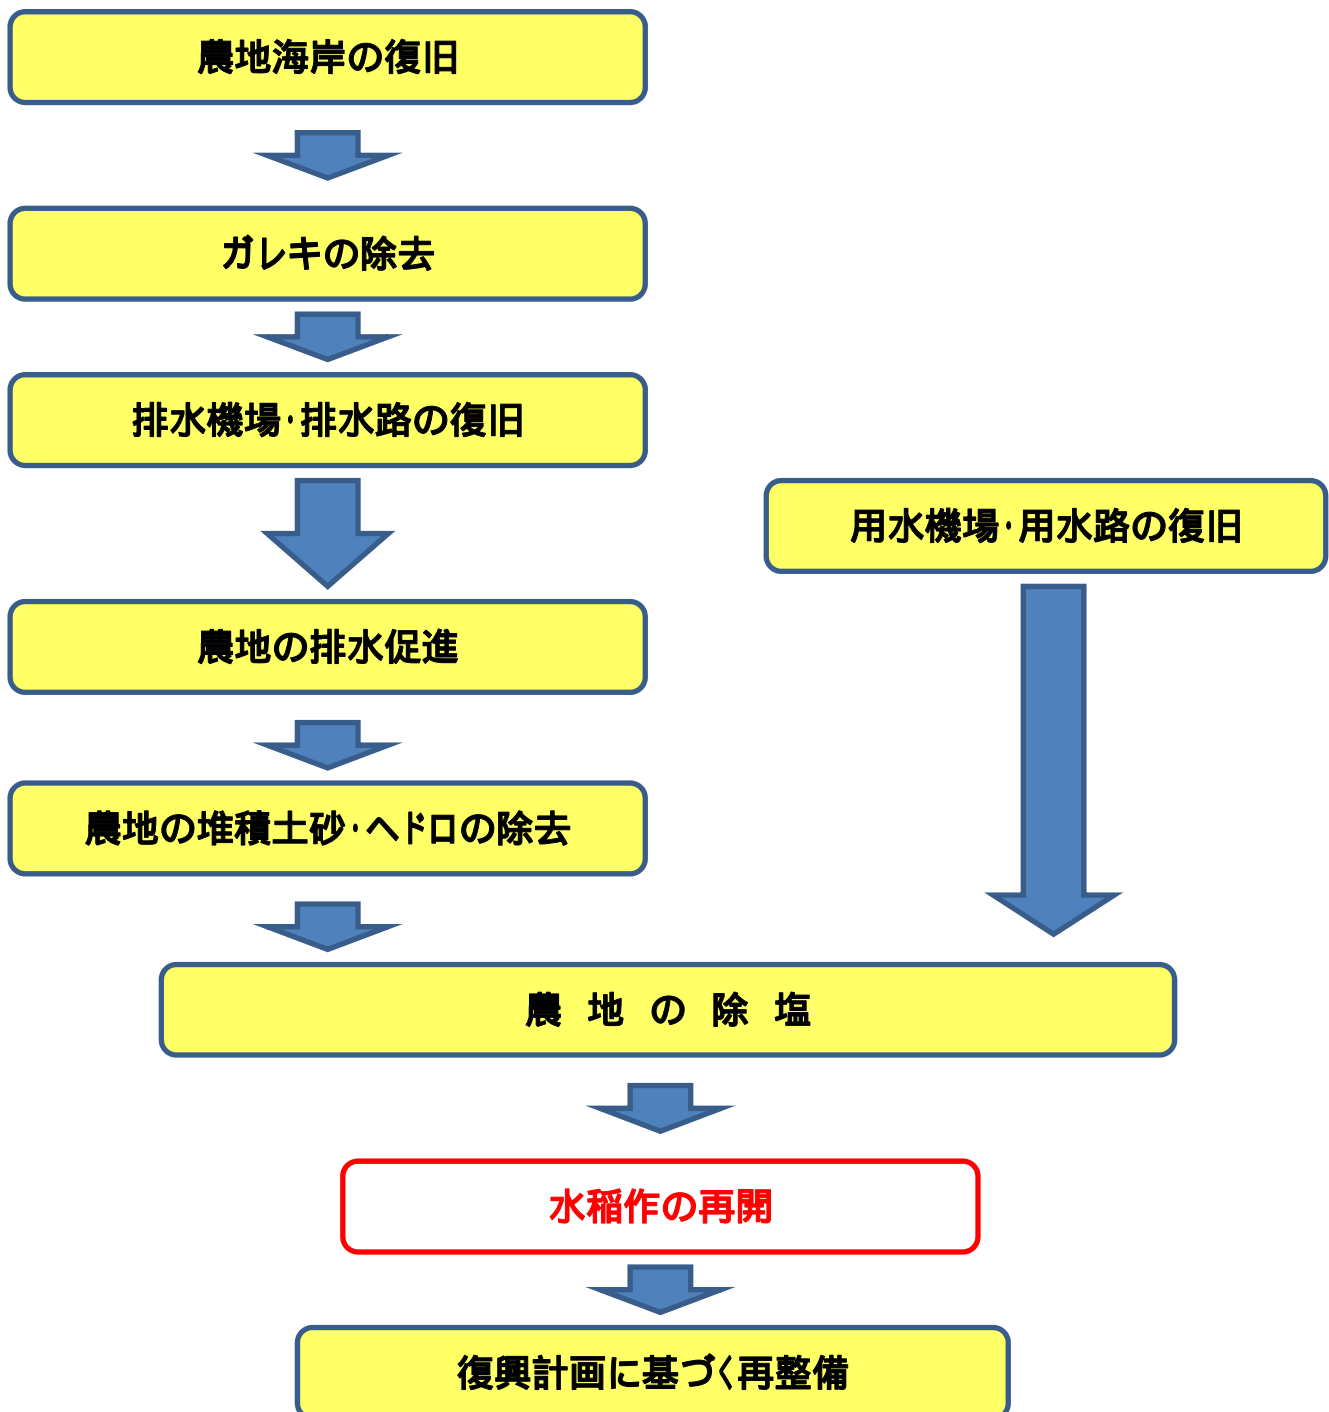 農地海岸の復旧
ガレキの除去
排水機場・排水路の復旧
用水機場・用水路の復旧
農地の排水促進
農地の堆積土砂・ヘドロの除去
農 地 の 除 塩
水稲作の再開
復興計画に基づく再整備